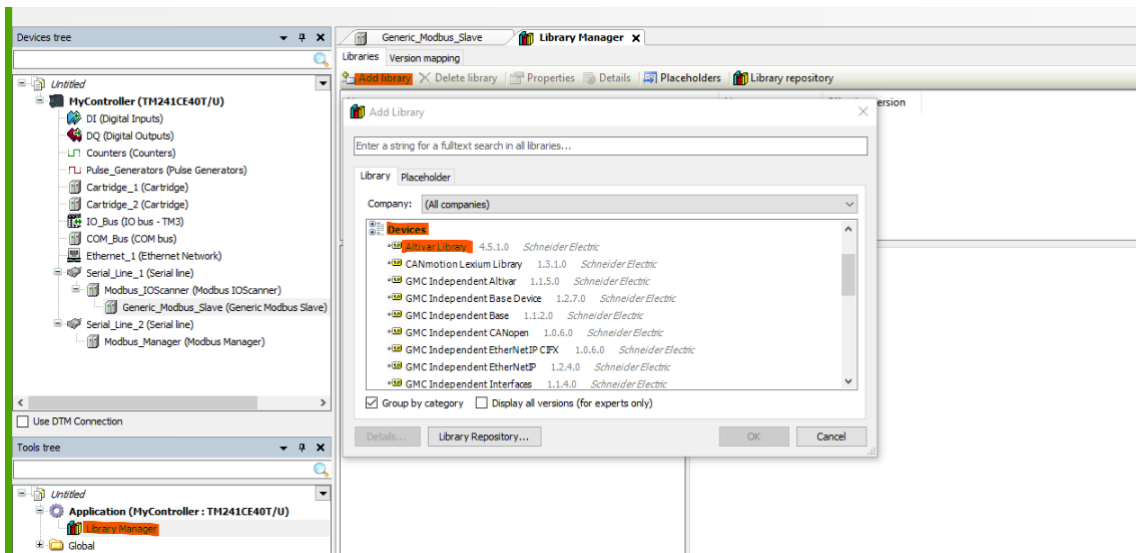 Devices tree
Untitled
MyController (TM241CE40T/U)
DI (Digital Inputs)
DQ (Digital Outputs)
Counters (Counters)
Pulse_Generators (Pulse Generators)
Cartridge_1 (Cartridge)
Cartridge_2 (Cartridge)
IO_Bus (IO bus - TM3)
COM_Bus (COM bus)
Ethernet_1 (Ethernet Network)
Serial_Line_1 (Serial line)
Modbus_IOScanner (Modbus IOScanner)
Generic_Modbus_Slave (Generic Modbus Slave)
Serial_Line_2 (Serial line)
Modbus_Manager (Modbus Manager)
Use DTM Connection
Tools tree
Untitled
Application (MyController : TM241CE40T/U)
Library Manager
Global
Generic_Modbus_Slave Library Manager
Libraries Version mapping
Add library Delete library Properties Details Placeholders Library repository
ersion
Add Library
Enter a string for a fulltext search in all libraries...
Library Placeholder
Company: (All companies)
Devices
Altivar Library 4.5.1.0 Schneider Electric
CANmotion Lexium Library 1.3.1.0 Schneider Electric
GMC Independent Altivar 1.1.5.0 Schneider Electric
GMC Independent Base Device 1.2.7.0 Schneider Electric
GMC Independent Base 1.1.2.0 Schneider Electric
GMC Independent CANopen 1.0.6.0 Schneider Electric
GMC Independent EtherNetIP CIFX 1.0.6.0 Schneider Electric
GMC Independent EtherNetIP 1.2.4.0 Schneider Electric
GMC Independent Interfaces 1.1.4.0 Schneider Electric
Group by category Display all versions (for experts only)
Details... Library Repository... OK Cancel